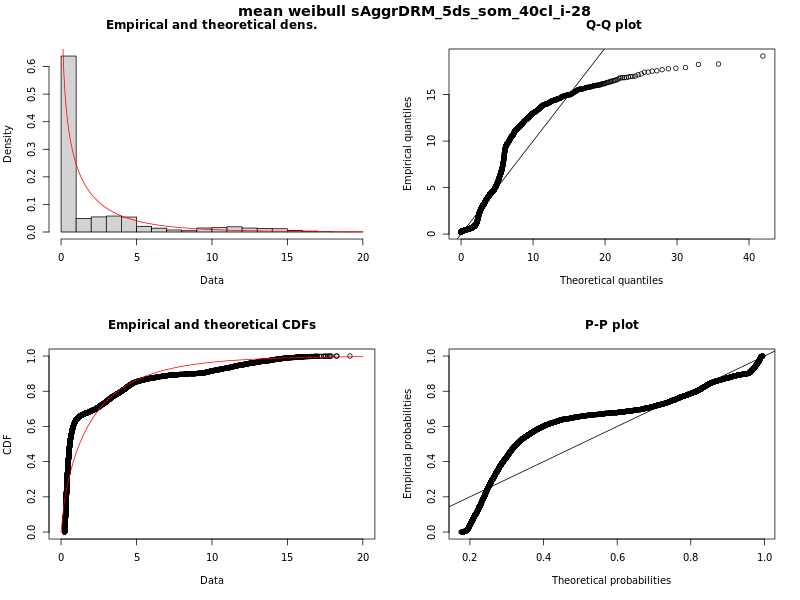 mean weibull sAggrDRM_5ds_som_40cl_i-28
Empirical and theoretical dens.
Density
0.0 0.1 0.2 0.3 0.4 0.5 0.6
0 5 10 15 20
Data
Q-Q plot
Empirical quantiles
0 5 10 15
0 10 20 30 40
Theoretical quantiles
Empirical and theoretical CDFs
CDF
0.0 0.2 0.4 0.6 0.8 1.0
0 5 10 15 20
Data
P-P plot
Empirical probabilities
0.0 0.2 0.4 0.6 0.8 1.0
0.2 0.4 0.6 0.8 1.0
Theoretical probabilities